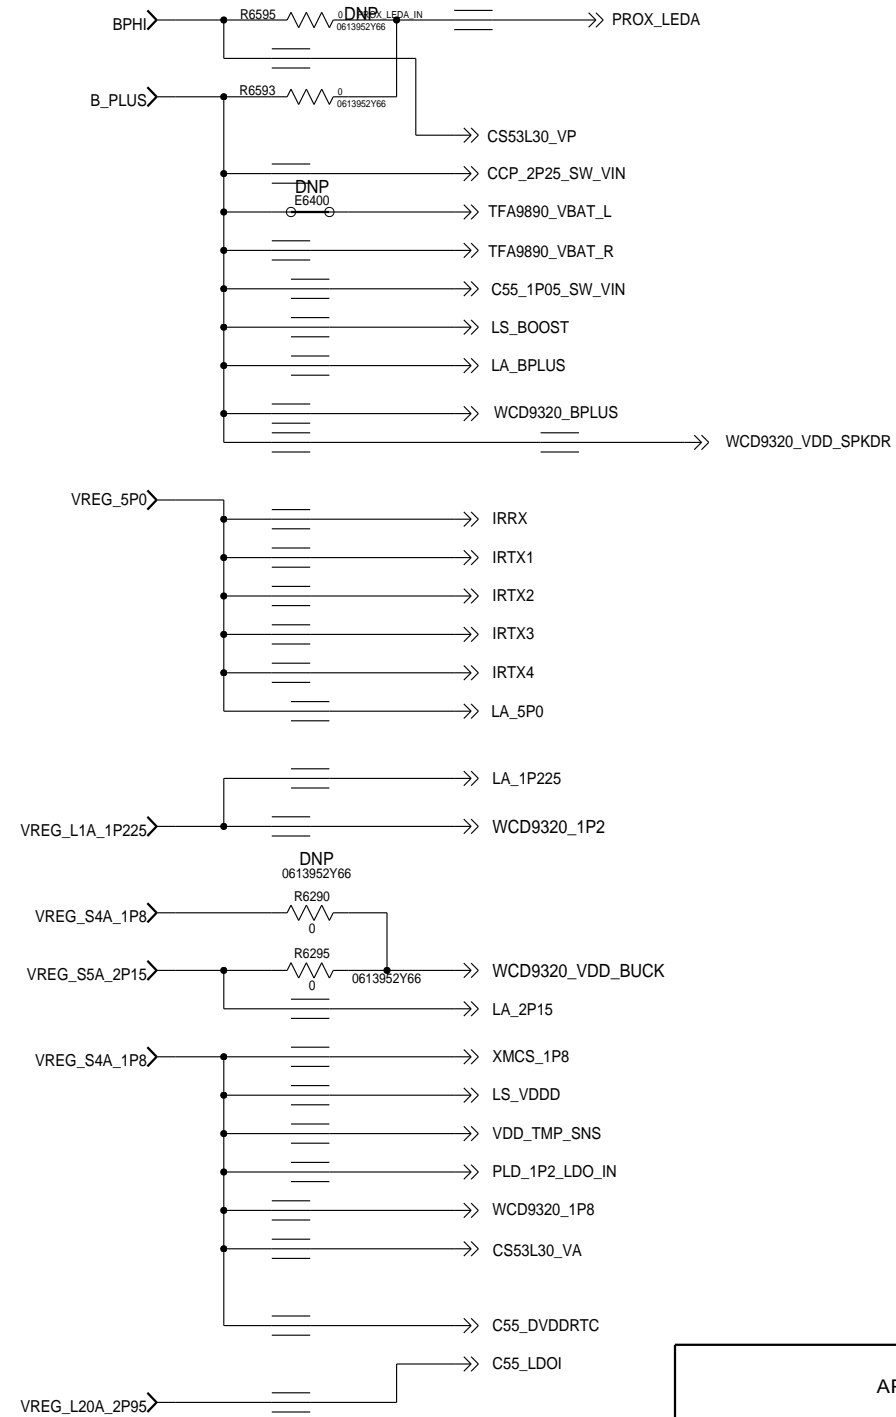 BPHI
R6595
0
DNP
PROX_LEDA_IN
0613952Y66
PROX_LEDA
B_PLUS
R6593
0
0613952Y66
CS53L30_VP
CCP_2P25_SW_VIN
DNP
E6400
TFA9890_VBAT_L
TFA9890_VBAT_R
C55_1P05_SW_VIN
LS_BOOST
LA_BPLUS
WCD9320_BPLUS
WCD9320_VDD_SPKDR
VREG_5P0
IRRX
IRTX1
IRTX2
IRTX3
IRTX4
LA_5P0
LA_1P225
VREG_L1A_1P225
WCD9320_1P2
DNP
0613952Y66
R6290
VREG_S4A_1P8
0
R6295
VREG_S5A_2P15
WCD9320_VDD_BUCK
0
0613952Y66
LA_2P15
VREG_S4A_1P8
XMCS_1P8
LS_VDDD
VDD_TMP_SNS
PLD_1P2_LDO_IN
WCD9320_1P8
CS53L30_VA
C55_DVDDRTC
C55_LDOI
VREG_L20A_2P95